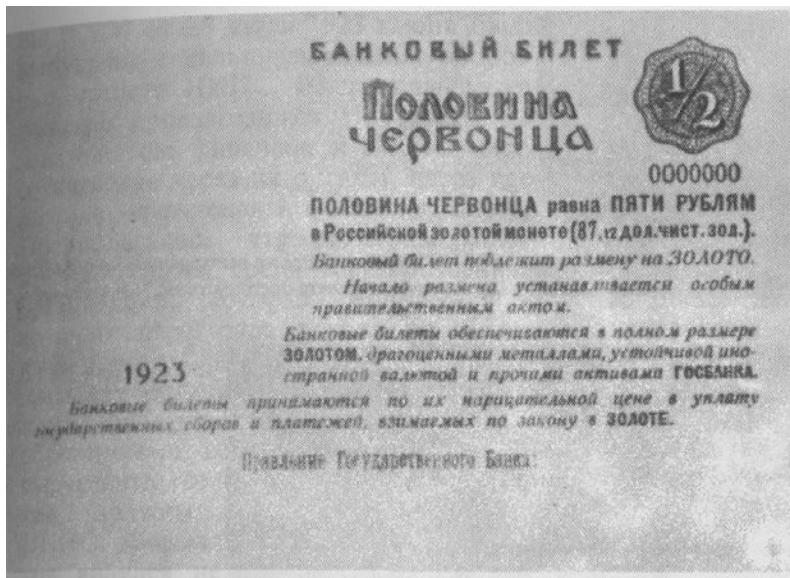 БАНКОВЫЙ БИЛЕТ
1/2
ПОЛОВИНА
ЧЕРВОНЦА
0000000
ПОЛОВИНА ЧЕРВОНЦА равна ПЯТИ РУБЛЯМ
в Российской золотой монете (87,12 дол. чист. зол.).
Банковый билет подлежит размену на ЗОЛОТО.
Начало размена устанавливается особым
правительственным актом.
Банковые билеты обеспечиваются в полном размере
ЗОЛОТОМ, драгоценными металлами, устойчивой ино-
странной валютой и прочими активами ГОСБАНКА.
1923
Банковые билеты принимаются по их нарицательной цене в уплату
государственных сборов и платежей, взимаемых по закону в ЗОЛОТЕ.
Правление Государственного Банка: